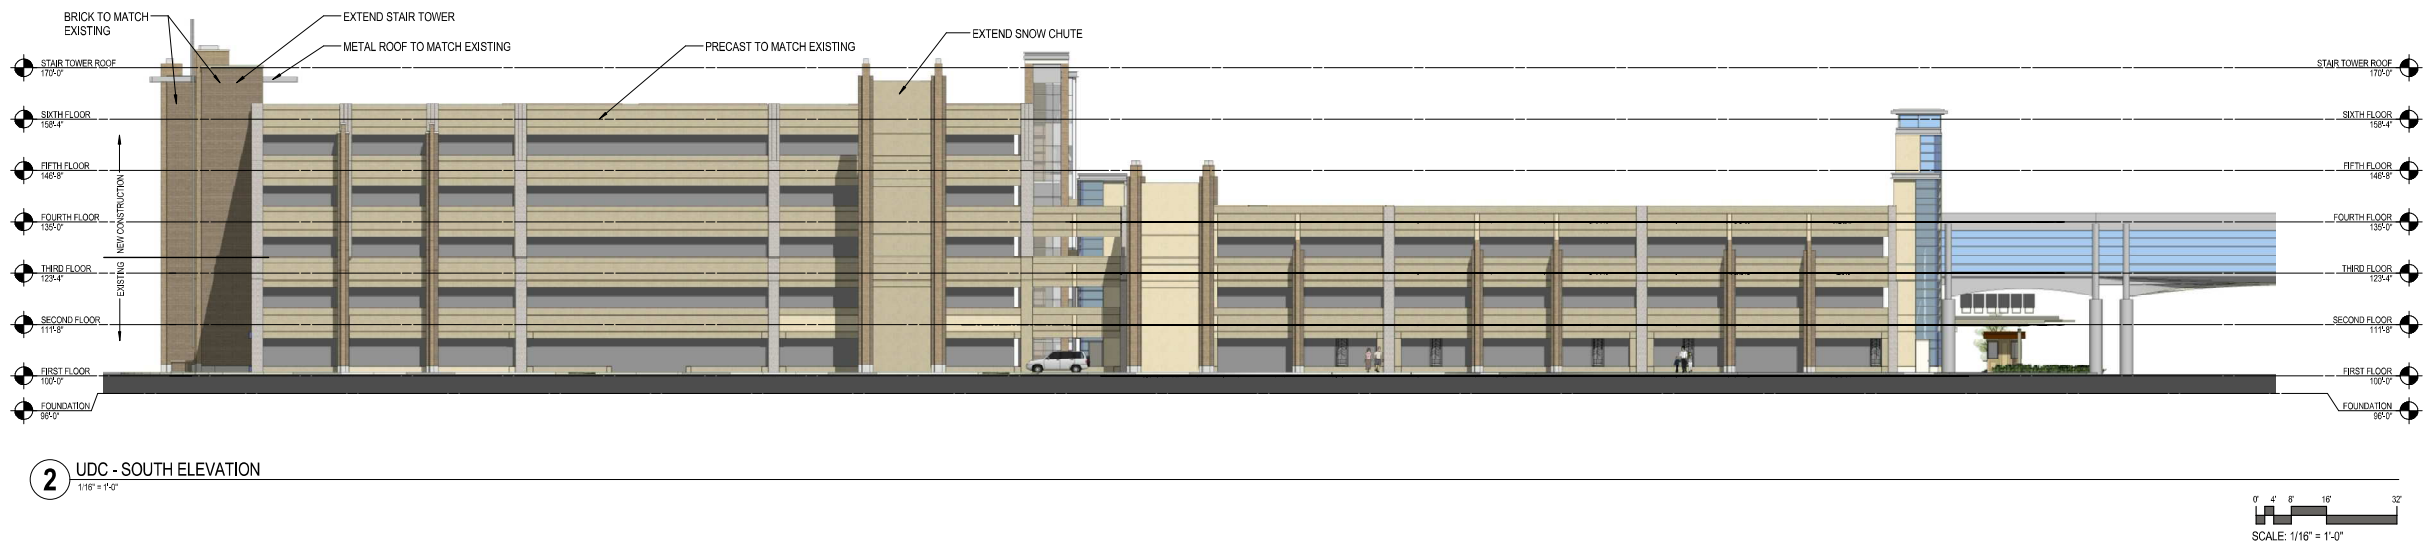 BRICK TO MATCH
EXISTING
EXTEND STAIR TOWER
METAL ROOF TO MATCH EXISTING
PRECAST TO MATCH EXISTING
EXTEND SNOW CHUTE
STAIR TOWER ROOF
170'-0"
STAIR TOWER ROOF
170'-0"
SIXTH FLOOR
158'-4"
SIXTH FLOOR
158'-4"
FIFTH FLOOR
146'-8"
FIFTH FLOOR
146'-8"
EXISTING NEW CONSTRUCTION
FOURTH FLOOR
135'-0"
FOURTH FLOOR
135'-0"
THIRD FLOOR
123'-4"
THIRD FLOOR
123'-4"
SECOND FLOOR
111'-8"
SECOND FLOOR
111'-8"
FIRST FLOOR
100'-0"
FIRST FLOOR
100'-0"
FOUNDATION
96'-0"
FOUNDATION
96'-0"
2 UDC - SOUTH ELEVATION
1/16" = 1'-0"
0' 4' 8' 16' 32'
SCALE: 1/16" = 1'-0"